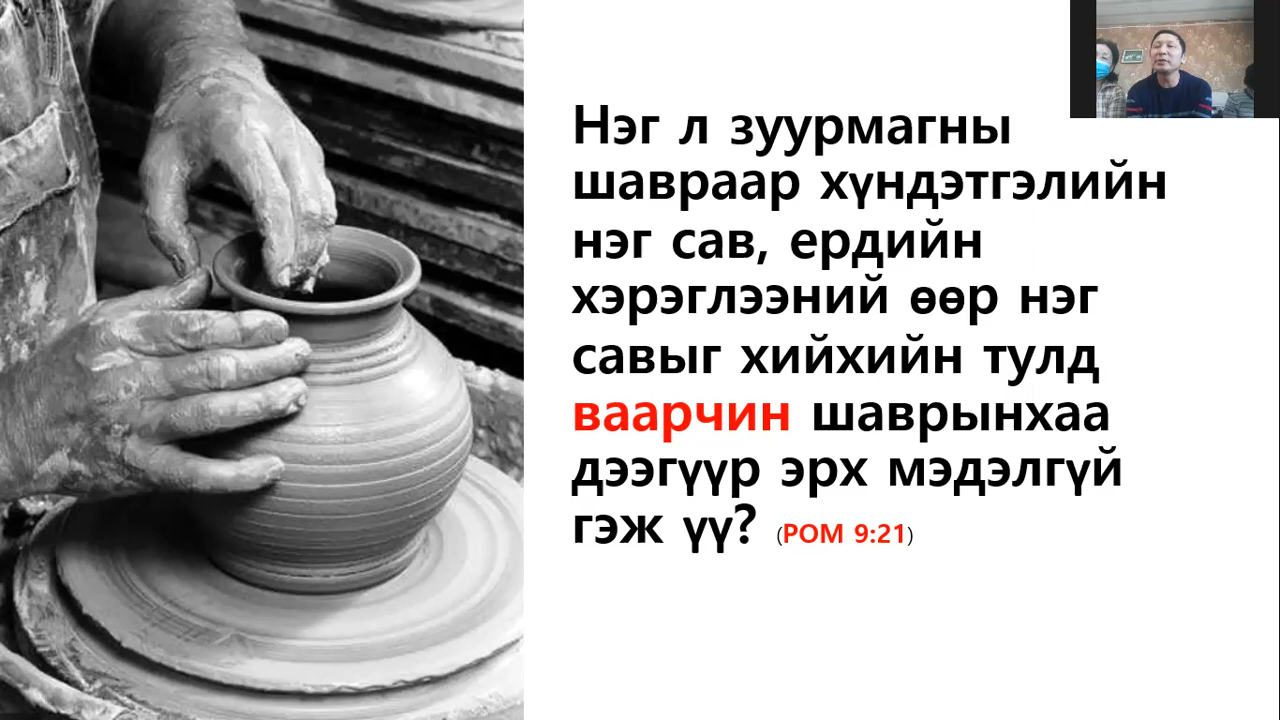 Нэг л зуурмагны
шавраар хүндэтгэлийн
нэг сав, ердийн
хэрэглээний өөр нэг
савыг хийхийн тулд
ваарчин шаврынхаа
дээгүүр эрх мэдэлгүй
гэж үү? (РОМ 9:21)